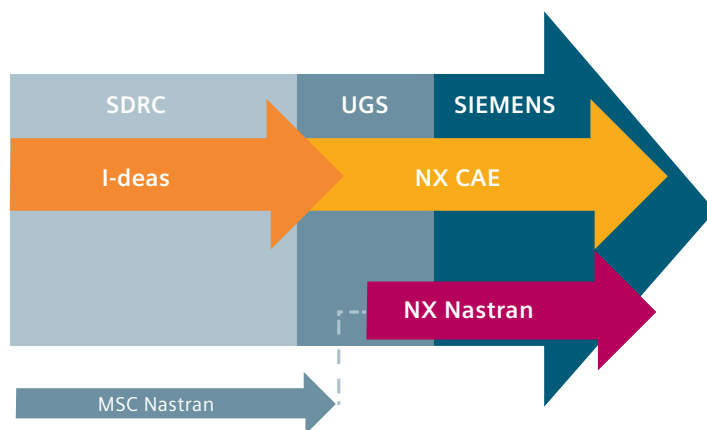 SDRC
UGS
SIEMENS
I-deas
NX CAE
NX Nastran
MSC Nastran